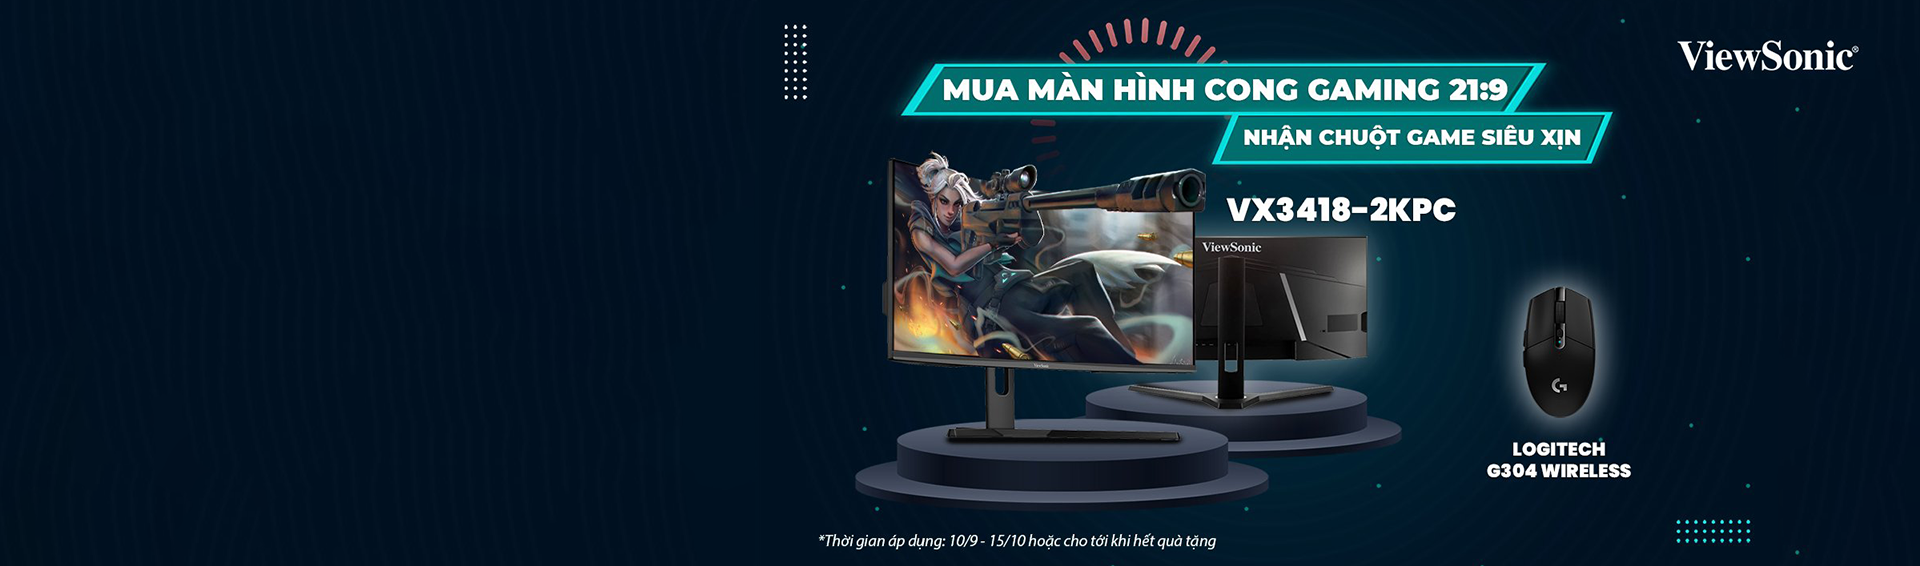 ViewSonic®
MUA MÀN HÌNH CONG GAMING 21:9
NHẬN CHUỘT GAME SIÊU XỊN
VX3418-2KPC
ViewSonic
ViewSonic
LOGITECH
G304 WIRELESS
*Thời gian áp dụng: 10/9 - 15/10 hoặc cho tới khi hết quà tặng